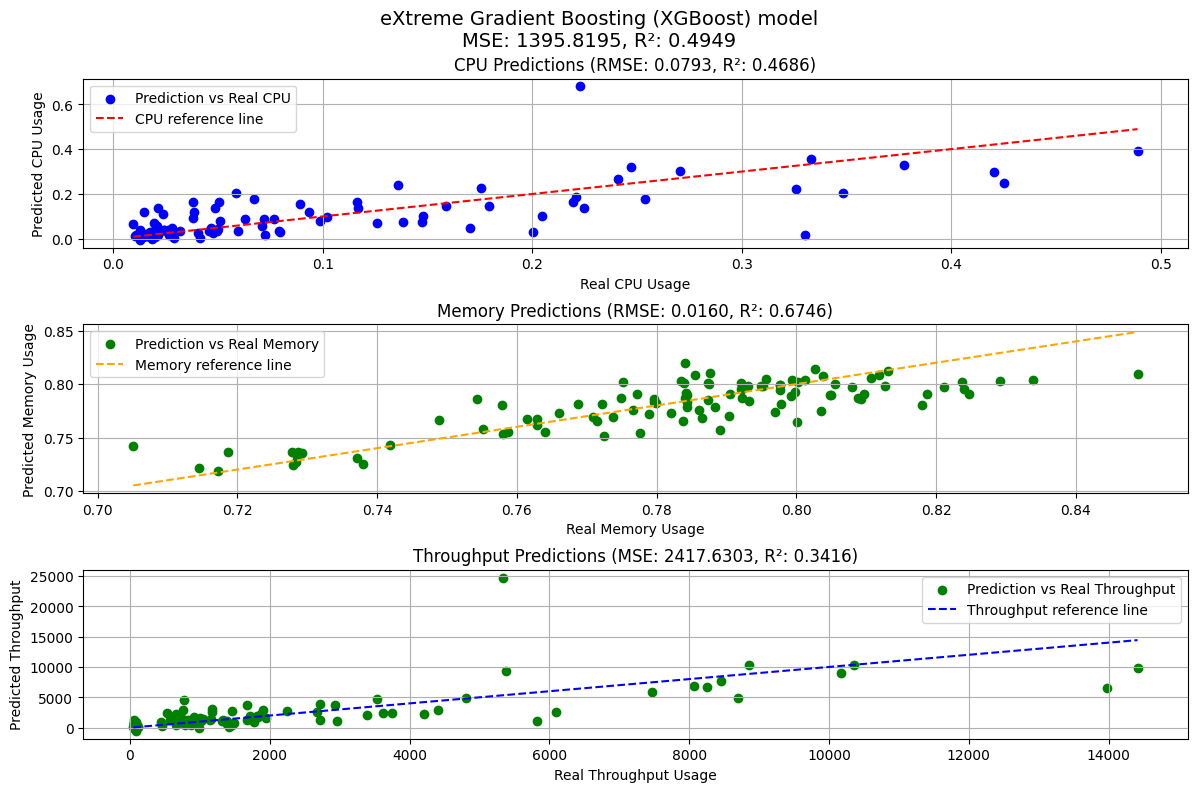 eXtreme Gradient Boosting (XGBoost) model
MSE: 1395.8195, R²: 0.4949
CPU Predictions (RMSE: 0.0793, R²: 0.4686)
Predicted CPU Usage
0.6
0.4
0.2
0.0
Prediction vs Real CPU
CPU reference line
0.0 0.1 0.2 0.3 0.4 0.5
Real CPU Usage
Memory Predictions (RMSE: 0.0160, R²: 0.6746)
Predicted Memory Usage
0.85
0.80
0.75
0.70
Prediction vs Real Memory
Memory reference line
0.70 0.72 0.74 0.76 0.78 0.80 0.82 0.84
Real Memory Usage
Throughput Predictions (MSE: 2417.6303, R²: 0.3416)
Predicted Throughput
25000
20000
15000
10000
5000
0
Prediction vs Real Throughput
Throughput reference line
0 2000 4000 6000 8000 10000 12000 14000
Real Throughput Usage